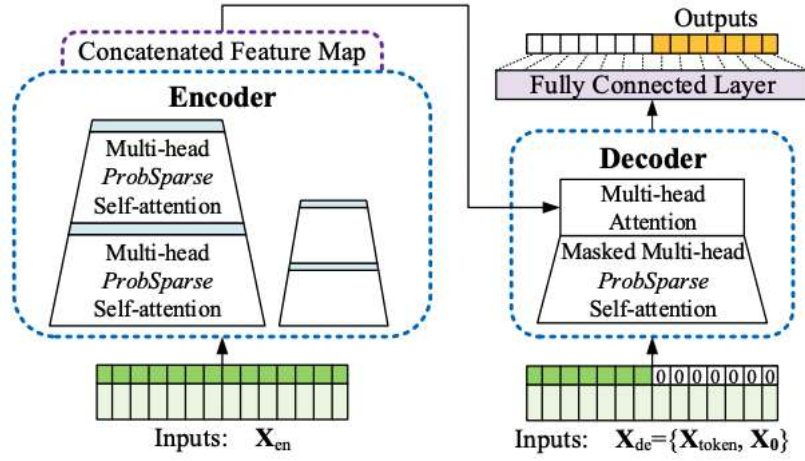 Outputs
Concatenated Feature Map
Fully Connected Layer
Encoder
Multi-head
ProbSparse
Self-attention
Multi-head
ProbSparse
Self-attention
Decoder
Multi-head
Attention
Masked Multi-head
ProbSparse
Self-attention
0 0 0 0 0 0 0
Inputs: Xen
Inputs: Xde={Xtoken, X0}